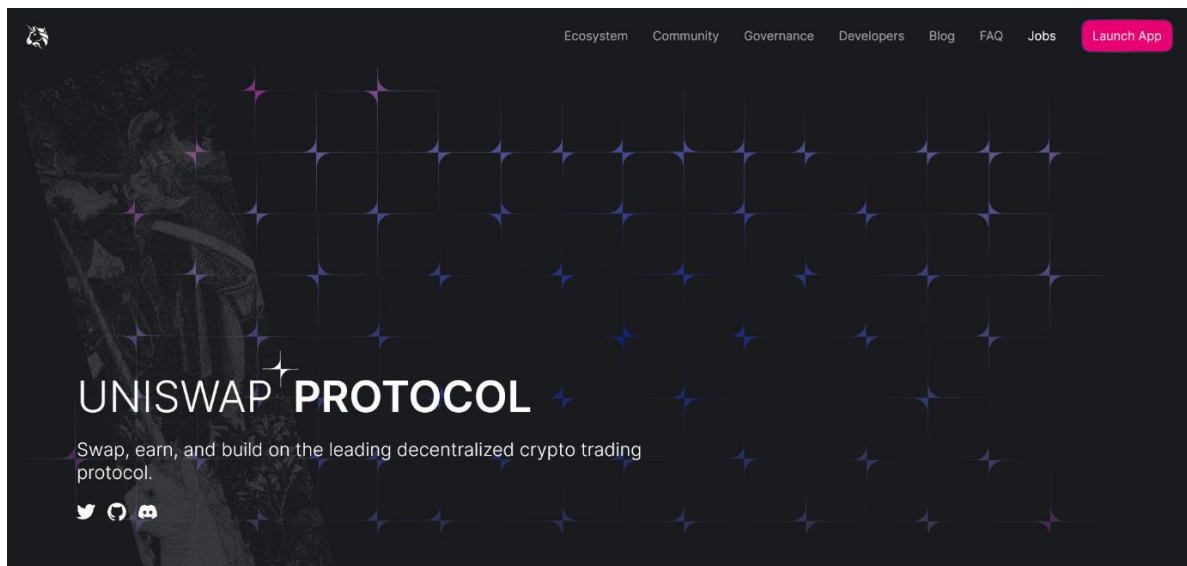 Ecosystem Community Governance Developers Blog FAQ Jobs Launch App
UNISWAP PROTOCOL
Swap, earn, and build on the leading decentralized crypto trading
protocol.